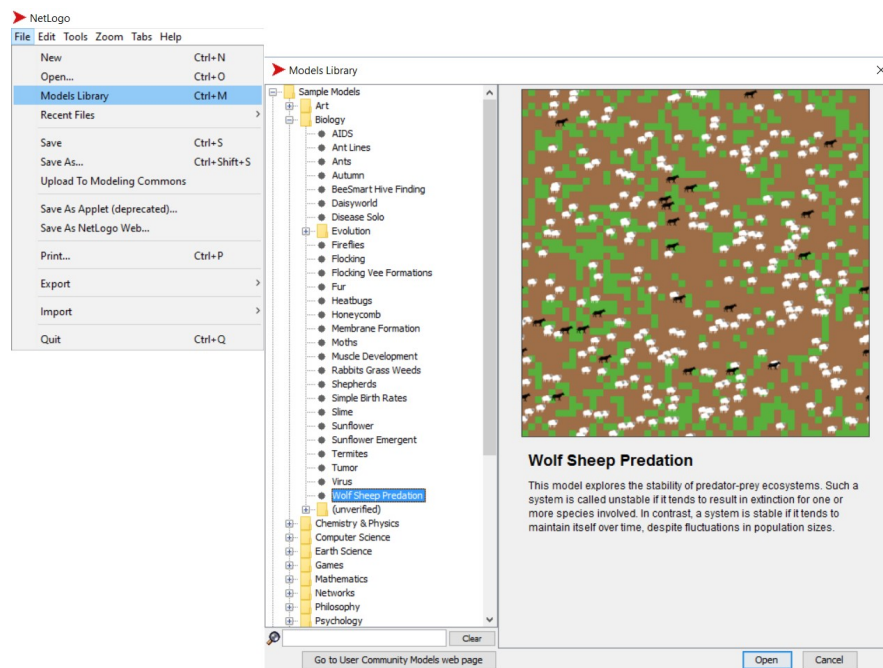 NetLogo
File Edit Tools Zoom Tabs Help
New Ctrl+N
Open... Ctrl+O
Models Library Ctrl+M
Recent Files
Save Ctrl+S
Save As... Ctrl+Shift+S
Upload To Modeling Commons
Save As Applet (deprecated)...
Save As NetLogo Web...
Print... Ctrl+P
Export
Import
Quit Ctrl+Q
Models Library
Sample Models
Art
Biology
AIDS
Ant Lines
Ants
Autumn
BeeSmart Hive Finding
Daisyworld
Disease Solo
Evolution
Fireflies
Flocking
Flocking Vee Formations
Fur
Heatbugs
Honeycomb
Membrane Formation
Moths
Muscle Development
Rabbits Grass Weeds
Shepherds
Simple Birth Rates
Slime
Sunflower
Sunflower Emergent
Termites
Tumor
Virus
Wolf Sheep Predation
(unverified)
Chemistry & Physics
Computer Science
Earth Science
Games
Mathematics
Networks
Philosophy
Psychology
Clear
Go to User Community Models web page
Wolf Sheep Predation
This model explores the stability of predator-prey ecosystems. Such a
system is called unstable if it tends to result in extinction for one or
more species involved. In contrast, a system is stable if it tends to
maintain itself over time, despite fluctuations in population sizes.
Open Cancel